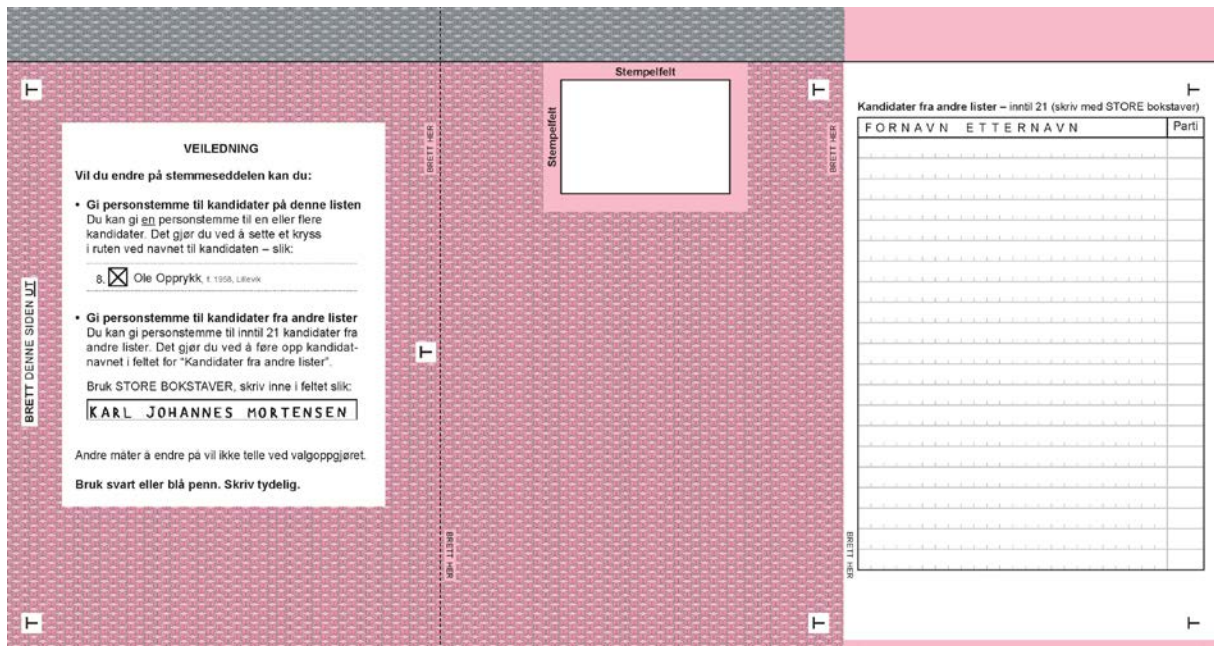 T
BRETT DENNE SIDEN UT
VEILEDNING
Vil du endre på stemmeseddelen kan du:
• Gi personstemme til kandidater på denne listen
Du kan gi en personstemme til en eller flere
kandidater. Det gjør du ved å sette et kryss
i ruten ved navnet til kandidaten – slik:
8. Ole Opprykk, f. 1958, Lillevik
• Gi personstemme til kandidater fra andre lister
Du kan gi personstemme til inntil 21 kandidater fra
andre lister. Det gjør du ved å føre opp kandidat-
navnet i feltet for "Kandidater fra andre lister".
Bruk STORE BOKSTAVER, skriv inne i feltet slik:
KARL JOHANNES MORTENSEN
Andre måter å endre på vil ikke telle ved valgoppgjøret.
Bruk svart eller blå penn. Skriv tydelig.
T
BRETT HER
T
BRETT HER
Stempelfelt
Stempelfelt
T
BRETT HER
BRETT HER
T
T
Kandidater fra andre lister – inntil 21 (skriv med STORE bokstaver)
FORNAVN ETTERNAVN Parti
T